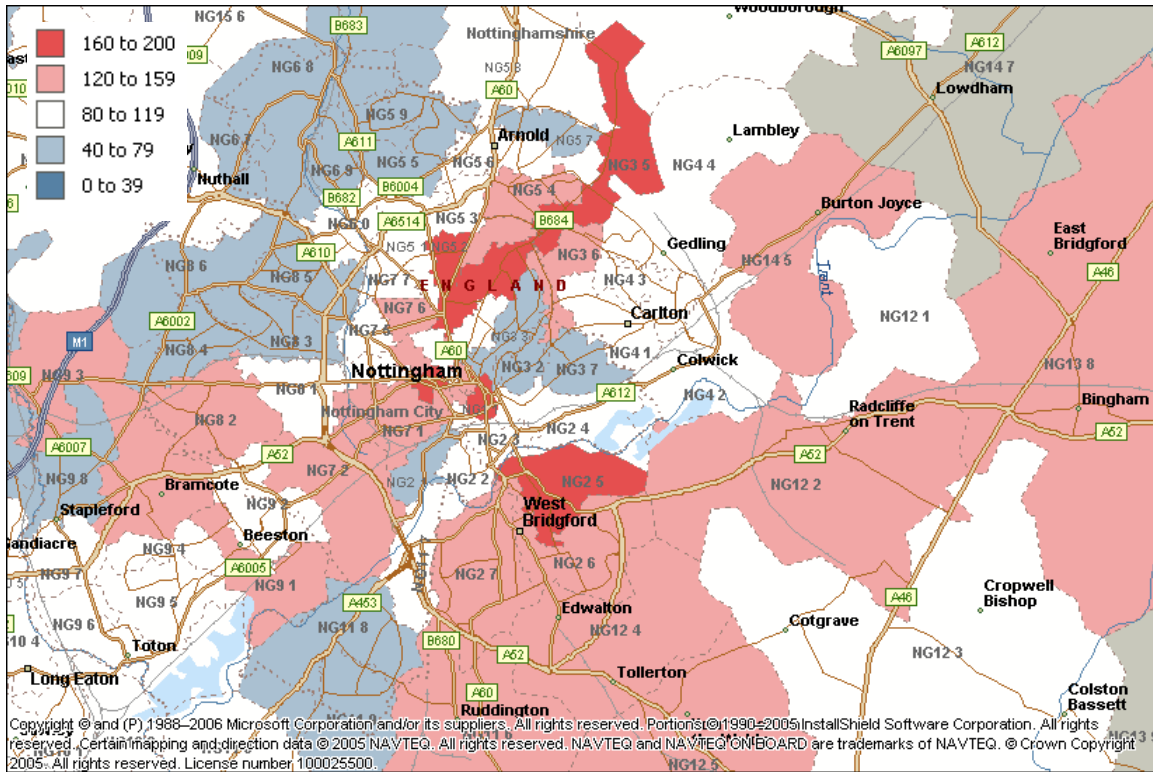 160 to 200
120 to 159
80 to 119
40 to 79
0 to 39
NG15 6
B683
Nottinghamshire
Woodborough
A6097
A612
NG14 7
NG6 8
NG5 8
A60
Lowdham
NG5 9
NG6 7
A611
Arnold
NG5 7
Lambley
NG5 5
NG5 6
NG3 5
NG4 4
Nuthall
NG6 9
B6004
B682
NG5 4
Burton Joyce
A6514
NG5 3
B684
East
Bridgford
A610
NG5 1
NG5 2
NG3 6
Gedling
NG14 5
Trent
A46
NG8 6
NG8 5
NG7 7
ENGLAND
NG4 3
NG7 6
Carlton
NG12 1
A6002
NG8 4
NG8 3
M1
A60
NG3 2
NG3 7
NG4 1
Colwick
NG13 8
Nottingham
NG9 3
NG8 1
A612
NG4 2
Bingham
NG8 2
Nottingham City
Radcliffe
on Trent
NG7 1
NG2 4
NG2 3
A52
A6007
A52
A52
NG9 8
NG7 2
NG2 1
NG2 2
NG2 5
NG12 2
Bramcote
Stapleford
NG9 2
West
Bridgford
Beeston
NG9 4
NG2 6
NG9 7
A6005
NG9 1
NG2 7
Cropwell
Bishop
NG9 5
A453
A46
Edwalton
NG9 6
NG11 8
NG12 4
Cotgrave
B680
Toton
A52
NG12 3
Long Eaton
Tollerton
A60
Colston
Bassett
Ruddington
Copyright © and (P) 1988–2006 Microsoft Corporation and/or its suppliers. All rights reserved. Portions © 1990–2005 InstallShield Software Corporation. All rights
reserved. Certain mapping and direction data © 2005 NAVTEQ. All rights reserved. NAVTEQ and NAVTEQ ON BOARD are trademarks of NAVTEQ. © Crown Copyright
2005. All rights reserved. License number 100025500.
NG12 5